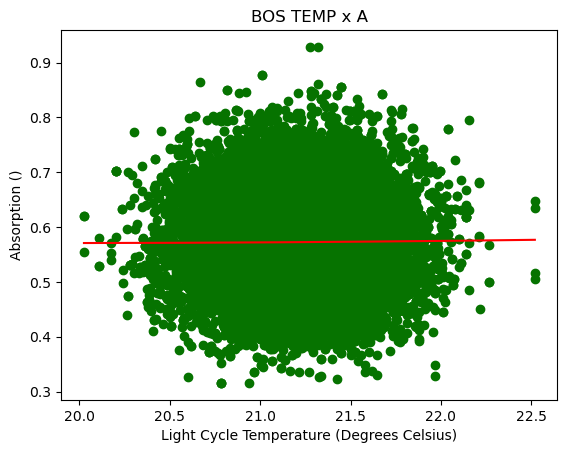 BOS TEMP x A
0.9
0.8
0.7
0.6
0.5
0.4
0.3
Absorption ()
20.0 20.5 21.0 21.5 22.0 22.5
Light Cycle Temperature (Degrees Celsius)